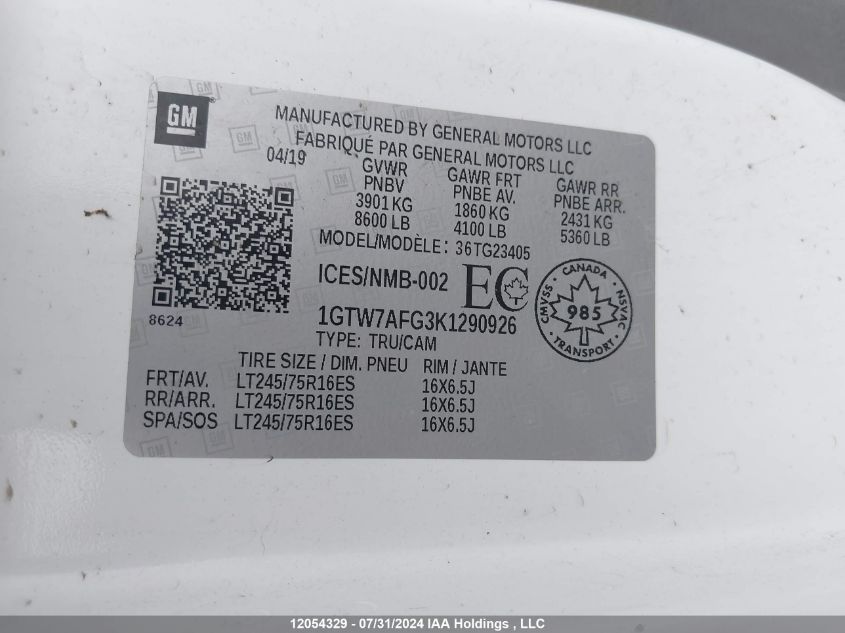 GM
MANUFACTURED BY GENERAL MOTORS LLC
FABRIQUÉ PAR GENERAL MOTORS LLC
04/19
GVWR GAWR FRT GAWR RR
PNBV PNBE AV. PNBE ARR.
3901 KG 1860 KG 2431 KG
8600 LB 4100 LB 5360 LB
MODEL/MODÈLE: 36TG23405
ICES/NMB-002 EC
CANADA
CMVSS 985 NSVAC
TRANSPORT
8624
1GTW7AFG3K1290926
TYPE: TRU/CAM
TIRE SIZE / DIM. PNEU RIM / JANTE
FRT/AV. LT245/75R16ES 16X6.5J
RR/ARR. LT245/75R16ES 16X6.5J
SPA/SOS LT245/75R16ES 16X6.5J
12054329 - 07/31/2024 IAA Holdings , LLC